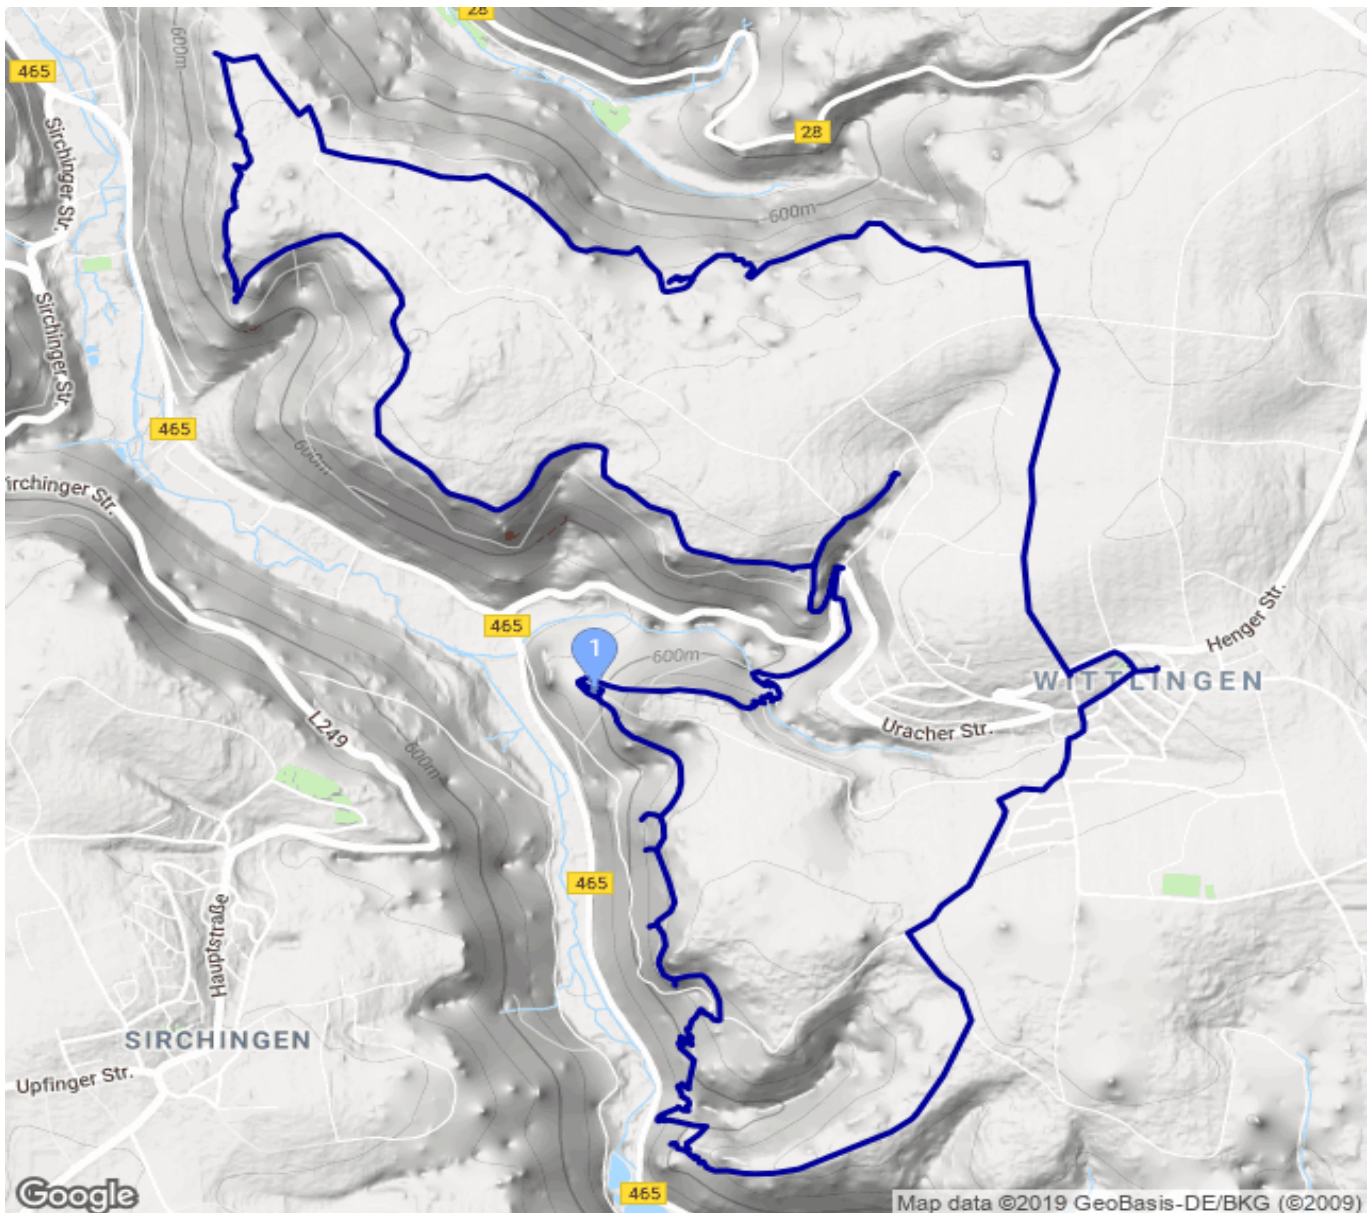 28
465
600m
Sirchinger Str.
28
600m
Sirchinger Str.
465
600m
irchinger Str.
465
Henger Str.
1
600m
WITTLINGEN
L249
Uracher Str.
600m
465
Hauptstraße
SIRCHINGEN
Upfinger Str.
465
Google
Map data ©2019 GeoBasis-DE/BKG (©2009)